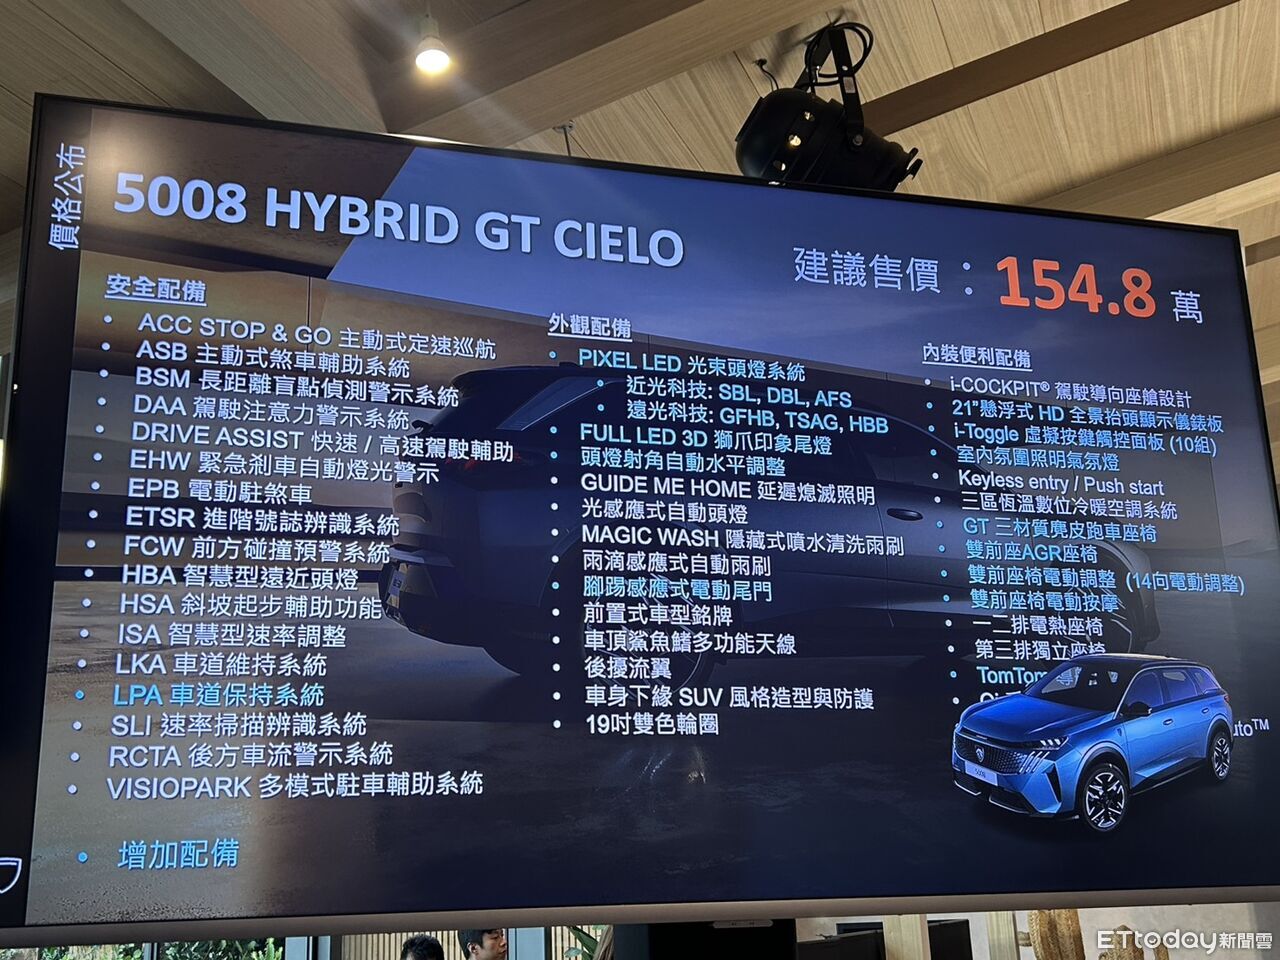 價格公布
5008 HYBRID GT CIELO
建議售價：154.8 萬
安全配備
ACC STOP & GO 主動式定速巡航
ASB 主動式煞車輔助系統
BSM 長距離盲點偵測警示系統
DAA 駕駛注意力警示系統
DRIVE ASSIST 快速 / 高速駕駛輔助
EHW 緊急剎車自動燈光警示
EPB 電動駐煞車
ETSR 進階號誌辨識系統
FCW 前方碰撞預警系統
HBA 智慧型遠近頭燈
HSA 斜坡起步輔助功能
ISA 智慧型速率調整
LKA 車道維持系統
LPA 車道保持系統
SLI 速率掃描辨識系統
RCTA 後方車流警示系統
VISIOPARK 多模式駐車輔助系統
增加配備
外觀配備
PIXEL LED 光束頭燈系統
近光科技: SBL, DBL, AFS
遠光科技: GFHB, TSAG, HBB
FULL LED 3D 獅爪印象尾燈
頭燈射角自動水平調整
GUIDE ME HOME 延遲熄滅照明
光感應式自動頭燈
MAGIC WASH 隱藏式噴水清洗雨刷
雨滴感應式自動雨刷
腳踢感應式電動尾門
前置式車型銘牌
車頂鯊魚鰭多功能天線
後擾流翼
車身下緣 SUV 風格造型與防護
19吋雙色輪圈
內裝便利配備
i-COCKPIT® 駕駛導向座艙設計
21”懸浮式 HD 全景抬頭顯示儀錶板
i-Toggle 虛擬按鍵觸控面板 (10組)
室內氛圍照明氣氛燈
Keyless entry / Push start
三區恆溫數位冷暖空調系統
GT 三材質麂皮跑車座椅
雙前座AGR座椅
雙前座椅電動調整 (14向電動調整)
雙前座椅電動按摩
一二排電熱座椅
第三排獨立座椅
TomTom
5008
ETtoday新聞雲